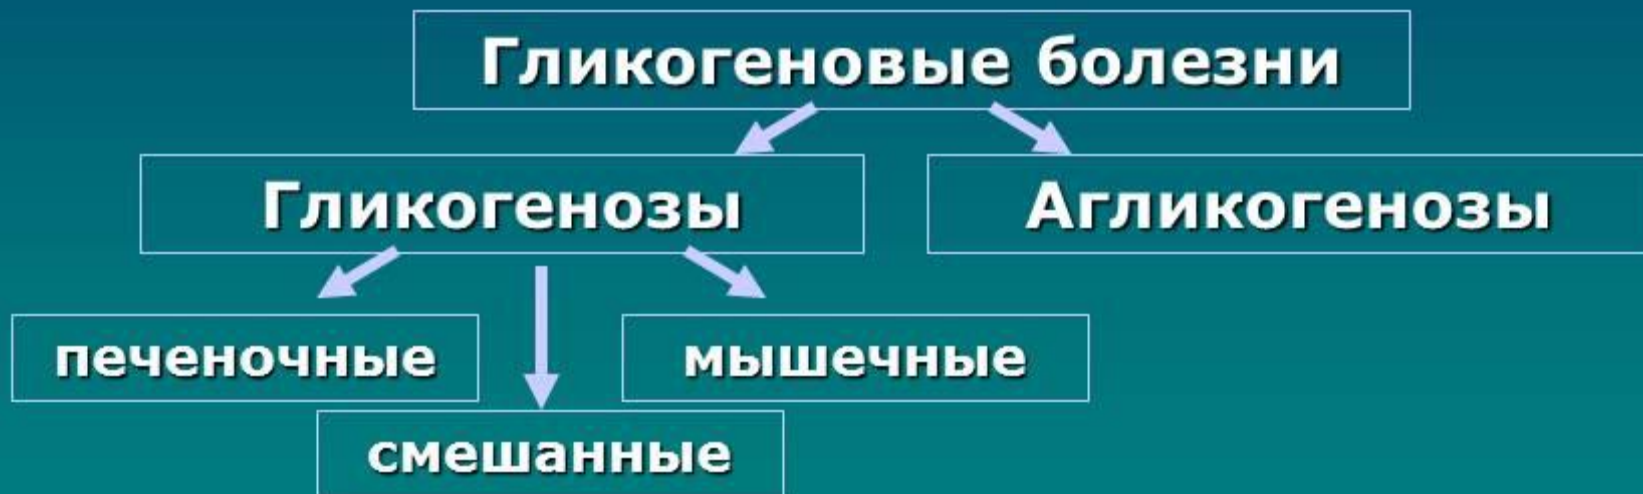 Гликогеновые болезни
Гликогенозы
Агликогенозы
печеночные
мышечные
смешанные